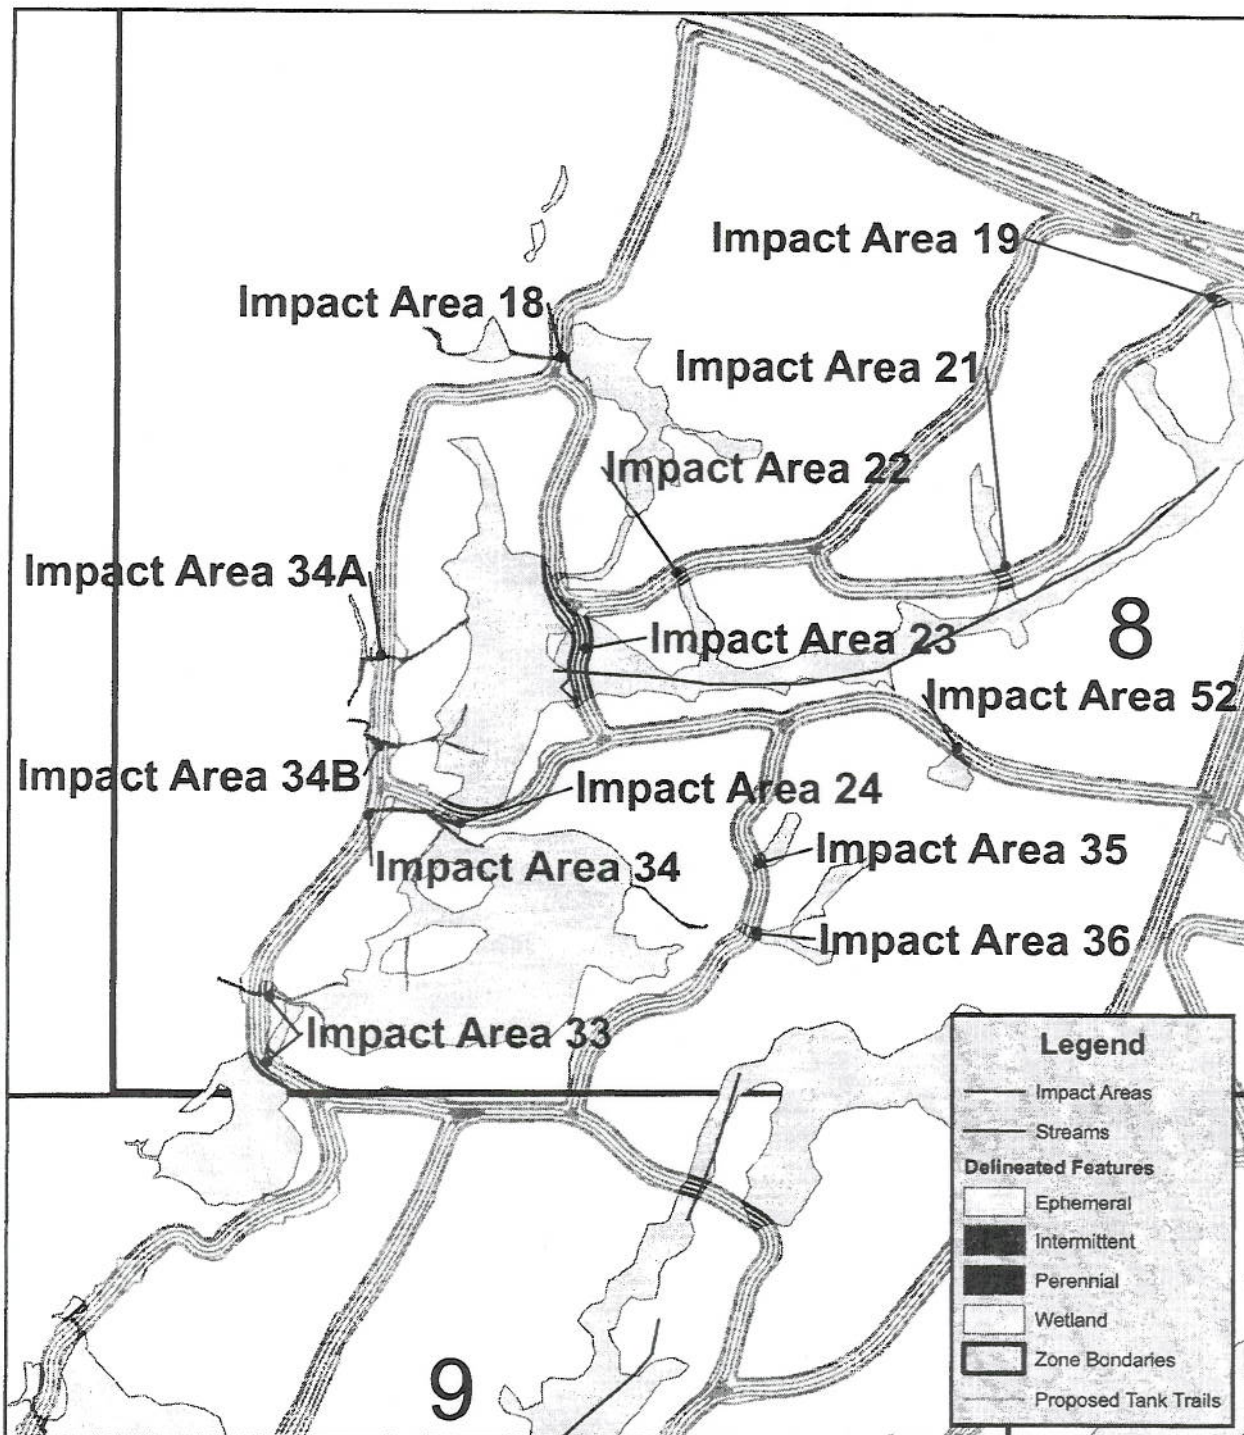 Impact Area 19
Impact Area 18
Impact Area 21
Impact Area 22
Impact Area 34A
8
Impact Area 23
Impact Area 52
Impact Area 34B
Impact Area 24
Impact Area 35
Impact Area 34
Impact Area 36
Impact Area 33
Legend
Impact Areas
Streams
Delineated Features
Ephemeral
Intermittent
Perennial
Wetland
Zone Bondaries
Proposed Tank Trails
9